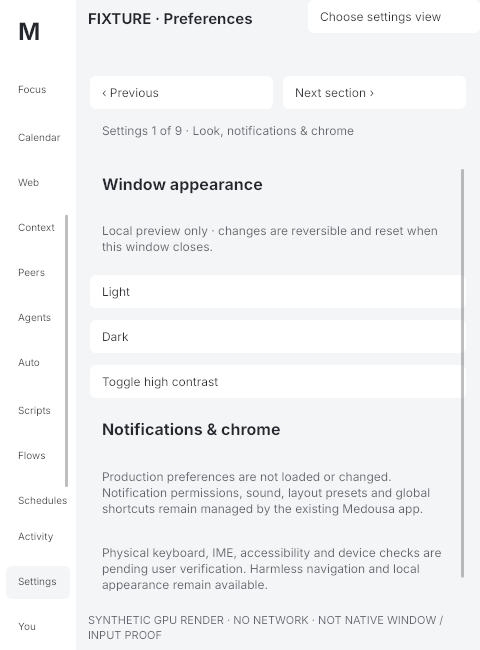 M
Focus
Calendar
Web
Context
Peers
Agents
Auto
Scripts
Flows
Schedules
Activity
Settings
You
FIXTURE · Preferences
Choose settings view
‹ Previous
Next section ›
Settings 1 of 9 · Look, notifications & chrome
Window appearance
Local preview only · changes are reversible and reset when
this window closes.
Light
Dark
Toggle high contrast
Notifications & chrome
Production preferences are not loaded or changed.
Notification permissions, sound, layout presets and global
shortcuts remain managed by the existing Medousa app.
Physical keyboard, IME, accessibility and device checks are
pending user verification. Harmless navigation and local
appearance remain available.
SYNTHETIC GPU RENDER · NO NETWORK · NOT NATIVE WINDOW /
INPUT PROOF